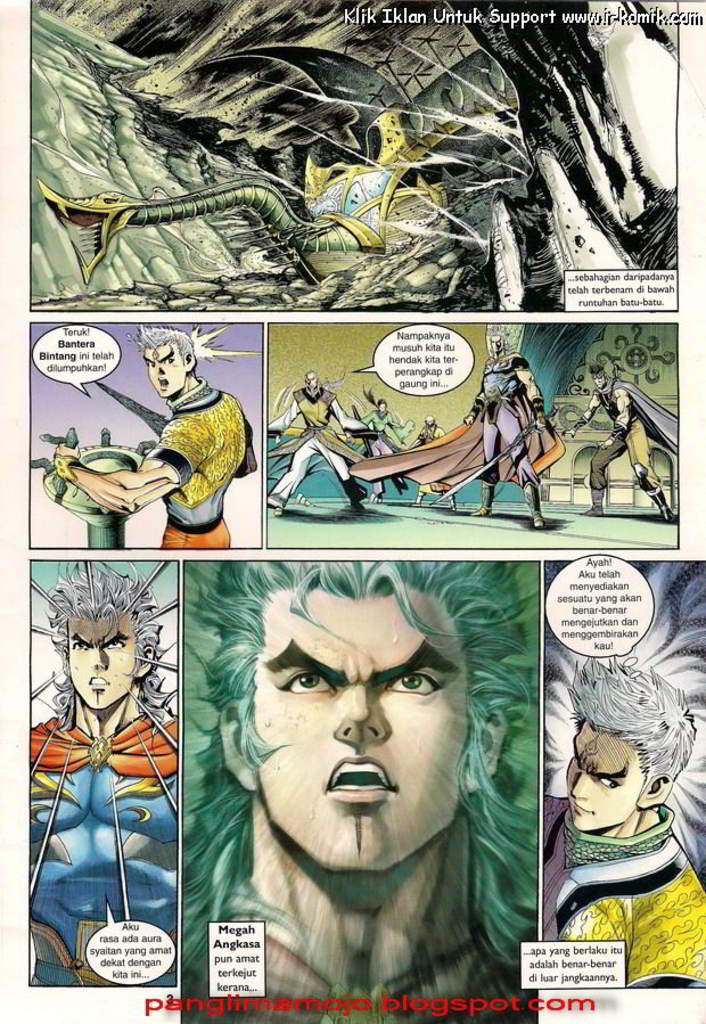 Klik Iklan Untuk Support www.i-komik.com
...sebahagian daripadanya
telah terbenam di bawah
runtuhan batu-batu.
Teruk!
Bantera
Bintang ini telah
dilumpuhkan!
Nampaknya
musuh kita itu
hendak kita ter-
perangkap di
gaung ini...
Aku
rasa ada aura
syaitan yang amat
dekat dengan
kita ini...
Megah
Angkasa
pun amat
terkejut
kerana...
Ayah!
Aku telah
menyediakan
sesuatu yang akan
benar-benar
mengejutkan dan
menggembirakan
kau!
...apa yang berlaku itu
adalah benar-benar
di luar jangkaannya.
panglimamojo.blogspot.com